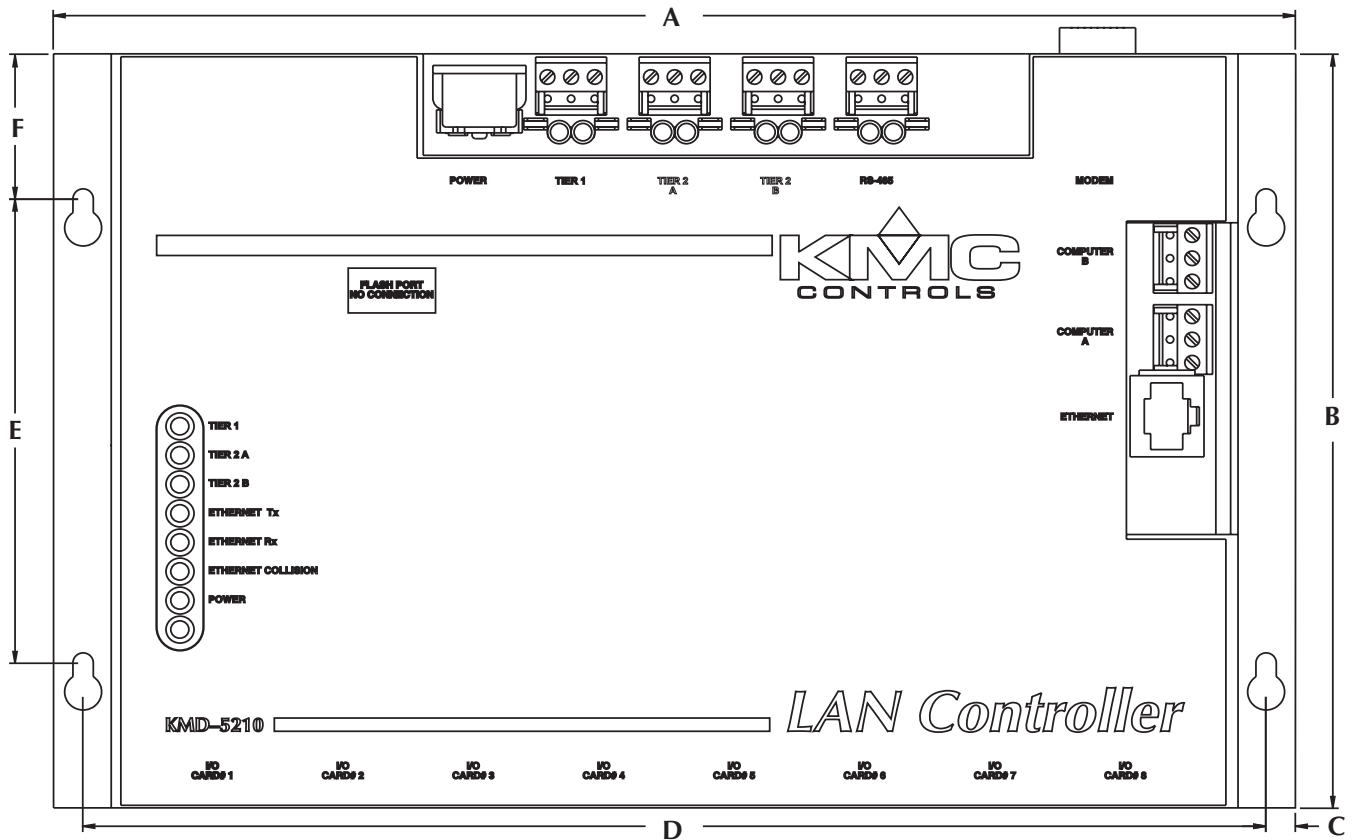 A
F
POWER
TIER 1
TIER 2
A
TIER 2
B
RS-485
MODEM
KMC
CONTROLS
COMPUTER
B
FLASH PORT
NO CONNECTION
COMPUTER
A
B
E
ETHERNET
TIER 1
TIER 2 A
TIER 2 B
ETHERNET Tx
ETHERNET Rx
ETHERNET COLLISION
POWER
KMD–5210
LAN Controller
I/O
CARD# 1
I/O
CARD# 2
I/O
CARD# 3
I/O
CARD# 4
I/O
CARD# 5
I/O
CARD# 6
I/O
CARD# 7
I/O
CARD# 8
D
C